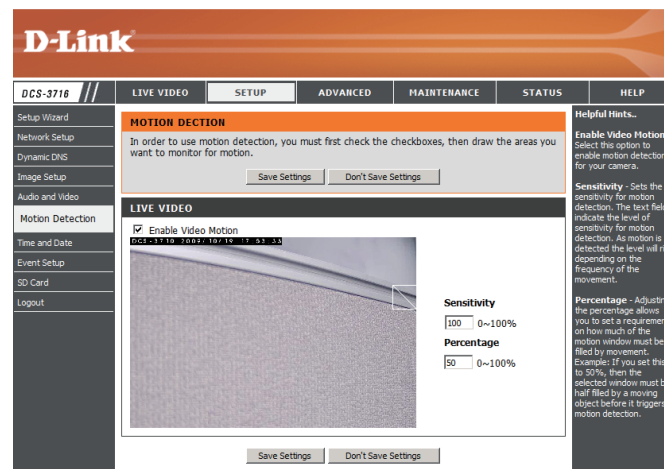 D-Link
DCS-3716
LIVE VIDEO
SETUP
ADVANCED
MAINTENANCE
STATUS
HELP
Setup Wizard
Network Setup
Dynamic DNS
Image Setup
Audio and Video
Motion Detection
Time and Date
Event Setup
SD Card
Logout
MOTION DECTION
In order to use motion detection, you must first check the checkboxes, then draw the areas you
want to monitor for motion.
Save Settings
Don't Save Settings
LIVE VIDEO
Enable Video Motion
DCS-3710 2009/10/19 17:53:33
Sensitivity
100 0~100%
Percentage
50 0~100%
Save Settings
Don't Save Settings
Helpful Hints..
Enable Video Motion
Select this option to
enable motion detection
for your camera.
Sensitivity - Sets the
sensitivity for motion
detection. The text
indicate the level of
sensitivity for motion
detection. As motion is
detected the level will
depending on the
frequency of the
movement.
Percentage -
the percentage allows
you to set a
on how much of the
motion window must be
filled by movement.
Example: If you set this
to 50%, then the
selected window must
half filled by a moving
object before it triggers
motion detection.